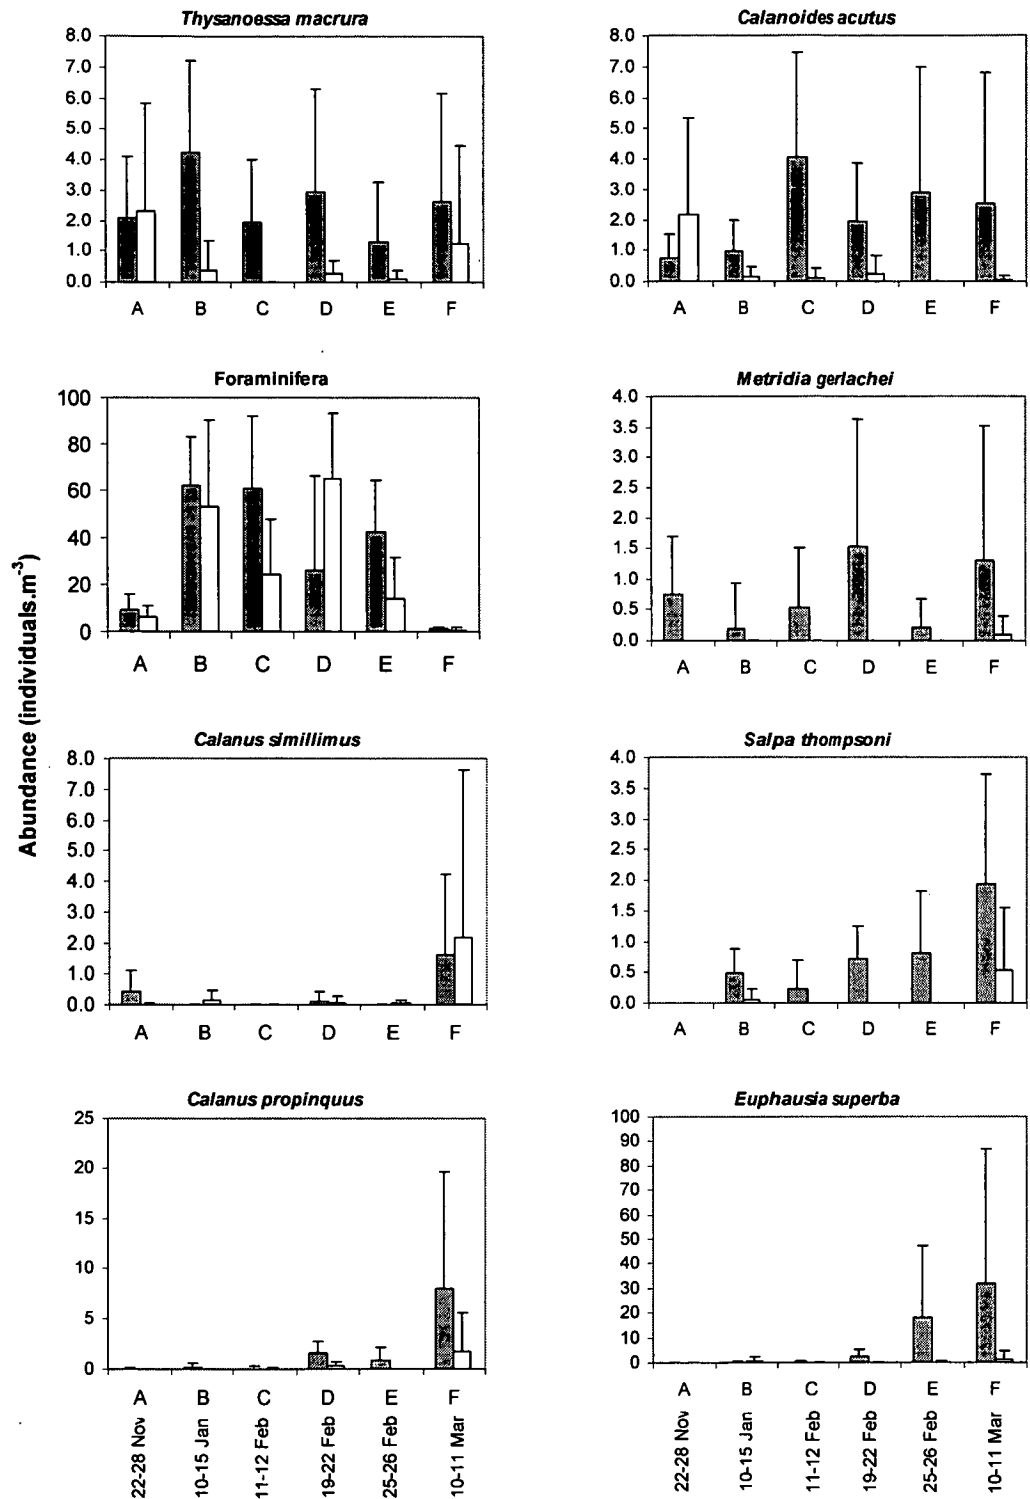 Thysanoessa macrura
8.0
7.0
6.0
5.0
4.0
3.0
2.0
1.0
0.0
A B C D E F
Calanoides acutus
8.0
7.0
6.0
5.0
4.0
3.0
2.0
1.0
0.0
A B C D E F
Foraminifera
100
80
60
40
20
0
A B C D E F
Metridia gerlachei
4.0
3.5
3.0
2.5
2.0
1.5
1.0
0.5
0.0
A B C D E F
Abundance (individuals.m⁻³)
Calanus simillimus
8.0
7.0
6.0
5.0
4.0
3.0
2.0
1.0
0.0
A B C D E F
Salpa thompsoni
4.0
3.5
3.0
2.5
2.0
1.5
1.0
0.5
0.0
A B C D E F
Calanus propinquus
25
20
15
10
5
0
A B C D E F
22-28 Nov
10-15 Jan
11-12 Feb
19-22 Feb
25-26 Feb
10-11 Mar
Euphausia superba
100
90
80
70
60
50
40
30
20
10
0
A B C D E F
22-28 Nov
10-15 Jan
11-12 Feb
19-22 Feb
25-26 Feb
10-11 Mar